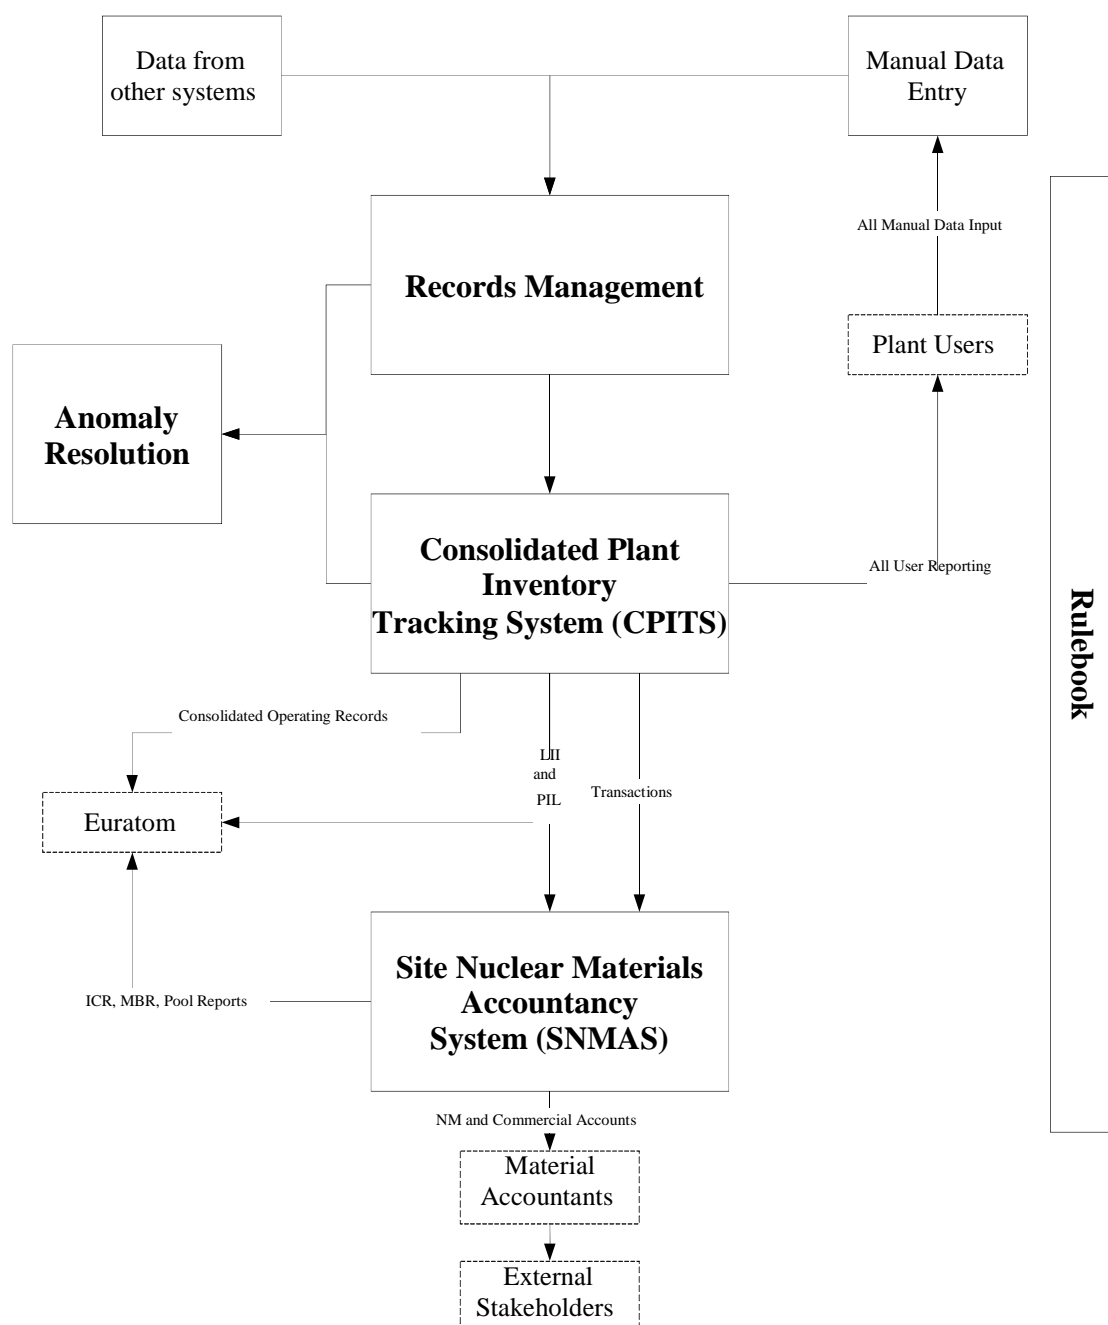 Data from
other systems
Manual Data
Entry
All Manual Data Input
Records Management
Plant Users
Anomaly
Resolution
Consolidated Plant
Inventory
Tracking System (CPITS)
All User Reporting
Rulebook
Consolidated Operating Records
LII
and
PIL
Transactions
Euratom
Site Nuclear Materials
Accountancy
System (SNMAS)
ICR, MBR, Pool Reports
NM and Commercial Accounts
Material
Accountants
External
Stakeholders